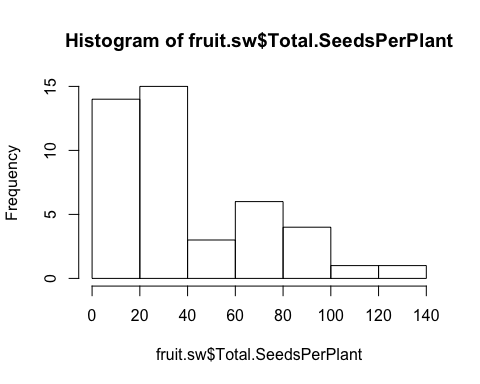 Histogram of fruit.sw$Total.SeedsPerPlant
Frequency
15
10
5
0
0 20 40 60 80 100 120 140
fruit.sw$Total.SeedsPerPlant